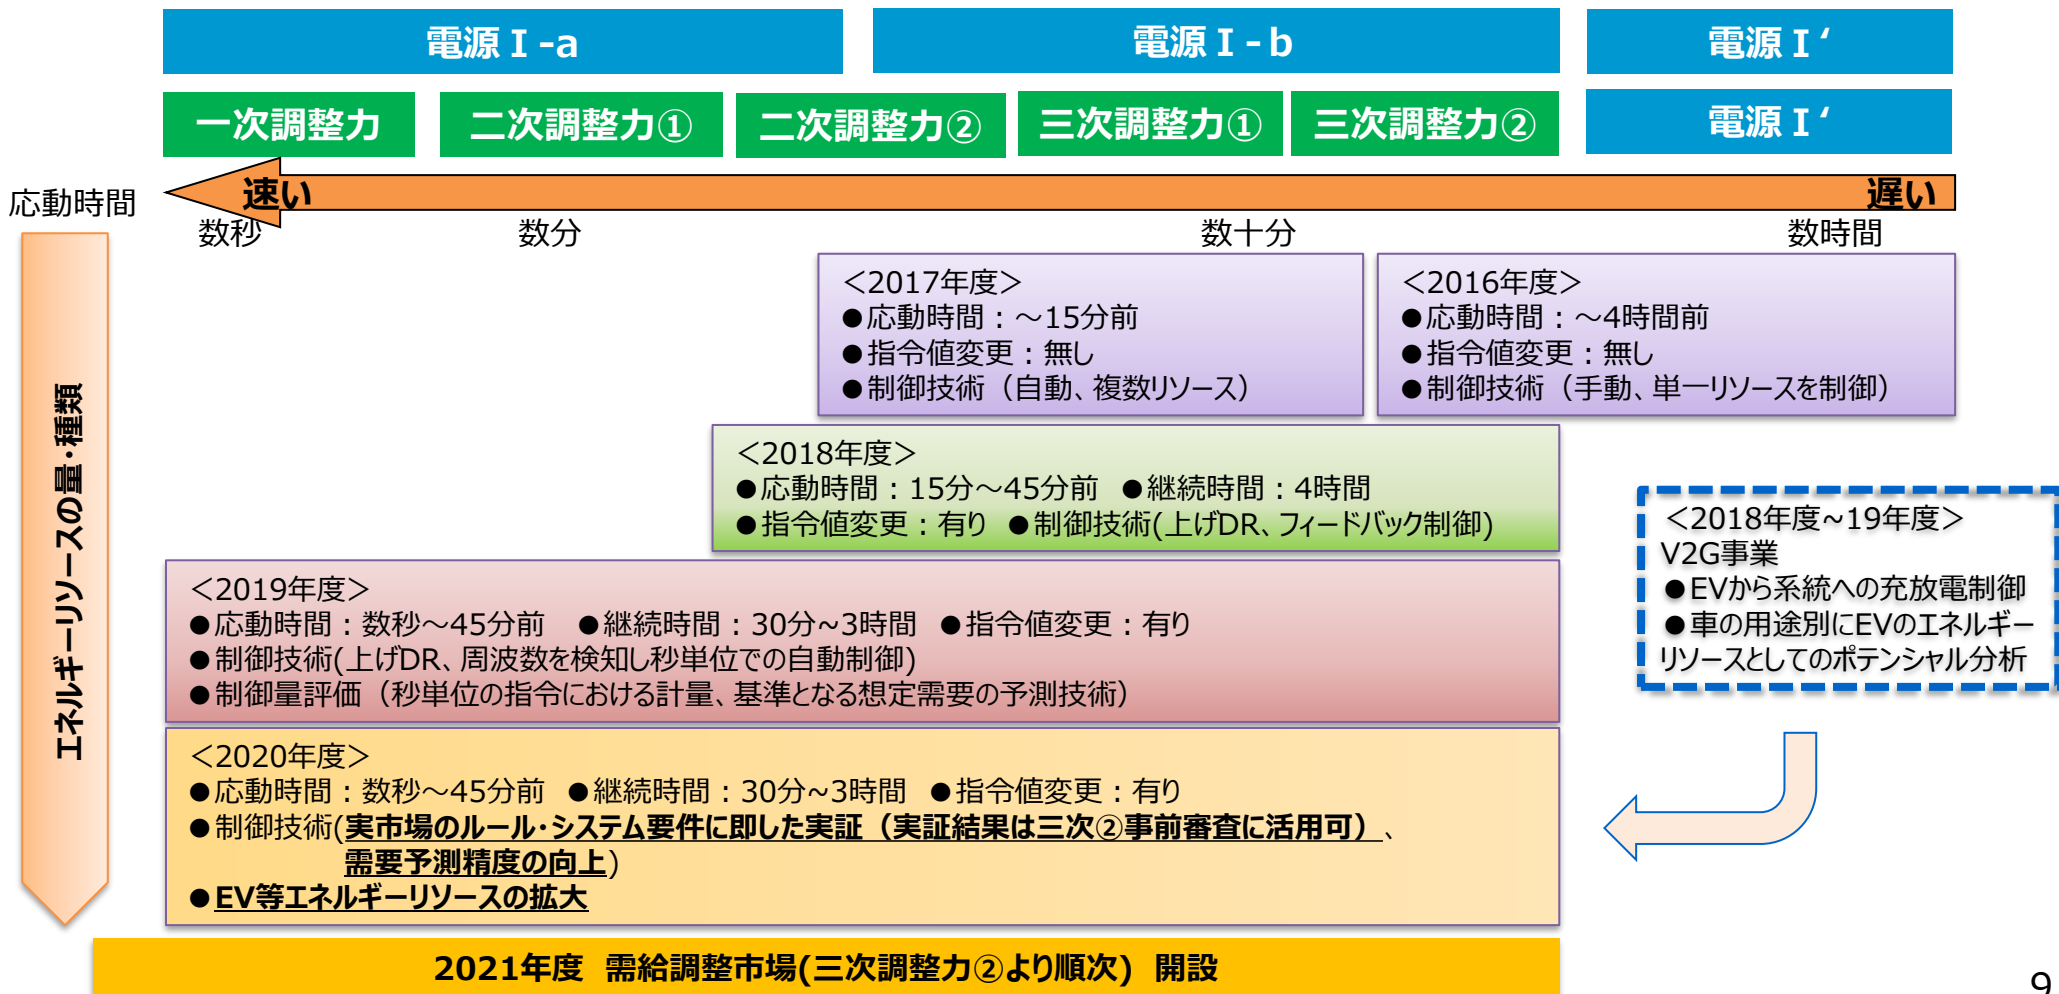 電源Ⅰ-a
電源Ⅰ-b
電源Ⅰ‘
一次調整力
二次調整力①
二次調整力②
三次調整力①
三次調整力②
電源Ⅰ‘
応動時間
速い
遅い
数秒
数分
数十分
数時間
エネルギーリソースの量・種類
＜2017年度＞
●応動時間：～15分前
●指令値変更：無し
●制御技術（自動、複数リソース）
＜2016年度＞
●応動時間：～4時間前
●指令値変更：無し
●制御技術（手動、単一リソースを制御）
＜2018年度＞
●応動時間：15分～45分前 ●継続時間：4時間
●指令値変更：有り ●制御技術(上げDR、フィードバック制御)
＜2018年度~19年度＞
V2G事業
●EVから系統への充放電制御
●車の用途別にEVのエネルギー
リソースとしてのポテンシャル分析
＜2019年度＞
●応動時間：数秒～45分前 ●継続時間：30分~3時間 ●指令値変更：有り
●制御技術(上げDR、周波数を検知し秒単位での自動制御)
●制御量評価（秒単位の指令における計量、基準となる想定需要の予測技術）
＜2020年度＞
●応動時間：数秒～45分前 ●継続時間：30分~3時間 ●指令値変更：有り
●制御技術(実市場のルール・システム要件に即した実証（実証結果は三次②事前審査に活用可）、
需要予測精度の向上)
●EV等エネルギーリソースの拡大
2021年度 需給調整市場(三次調整力②より順次) 開設
9